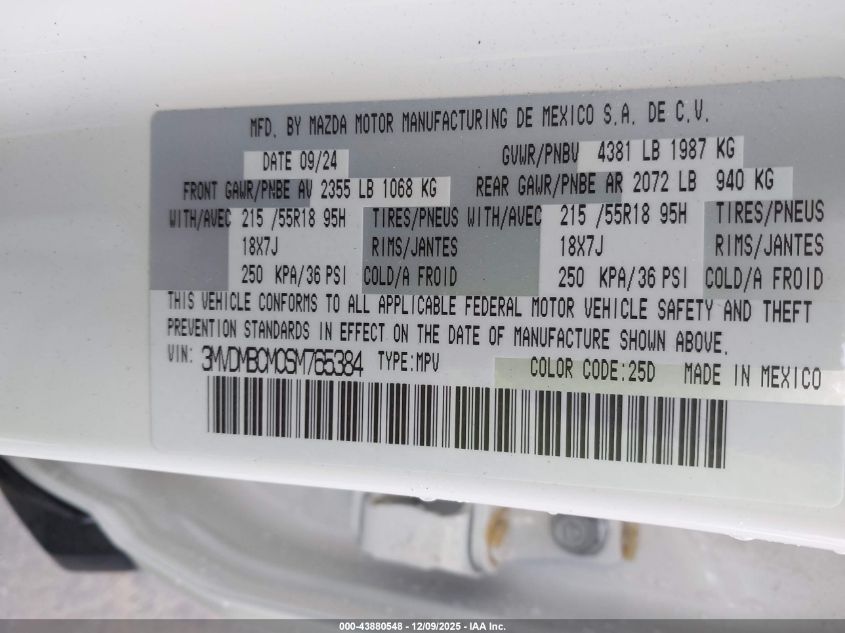 MFD. BY MAZDA MOTOR MANUFACTURING DE MEXICO S.A. DE C.V.
DATE 09/24 GVWR/PNBV 4381 LB 1987 KG
FRONT GAWR/PNBE AV 2355 LB 1068 KG REAR GAWR/PNBE AR 2072 LB 940 KG
WITH/AVEC 215 /55R18 95H TIRES/PNEUS WITH/AVEC 215 /55R18 95H TIRES/PNEUS
18X7J RIMS/JANTES 18X7J RIMS/JANTES
250 KPA/36 PSI COLD/A FROID 250 KPA/36 PSI COLD/A FROID
THIS VEHICLE CONFORMS TO ALL APPLICABLE FEDERAL MOTOR VEHICLE SAFETY AND THEFT
PREVENTION STANDARDS IN EFFECT ON THE DATE OF MANUFACTURE SHOWN ABOVE.
VIN: 3MVDMBCM0SM765384 TYPE:MPV COLOR CODE:25D MADE IN MEXICO
000-43880548 - 12/09/2025 - IAA Inc.